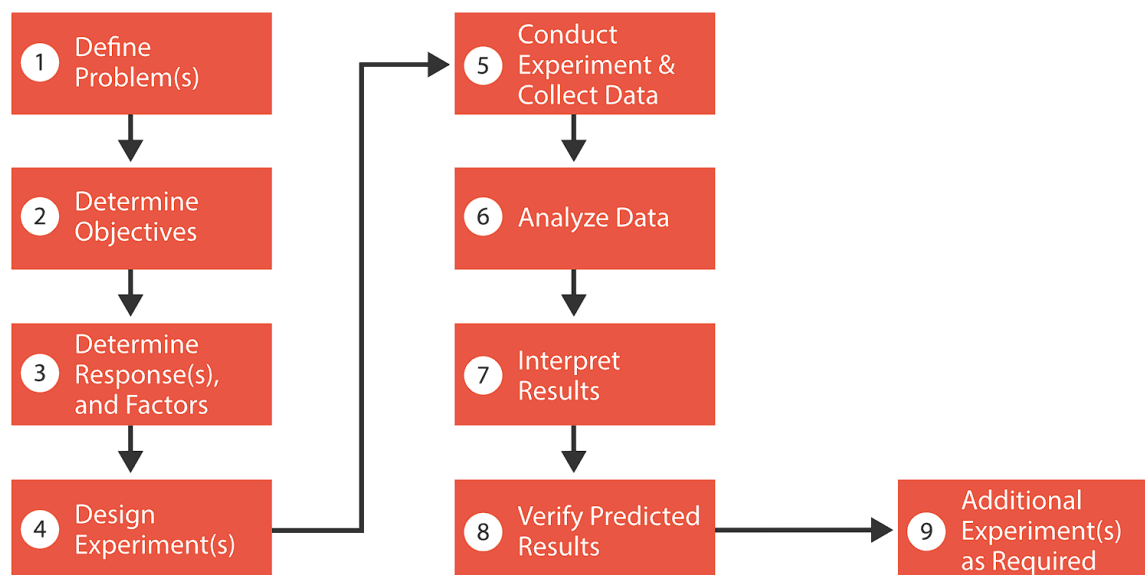 1
Define
Problem(s)
2
Determine
Objectives
3
Determine
Response(s),
and Factors
4
Design
Experiment(s)
5
Conduct
Experiment &
Collect Data
6
Analyze Data
7
Interpret
Results
8
Verify Predicted
Results
9
Additional
Experiment(s)
as Required